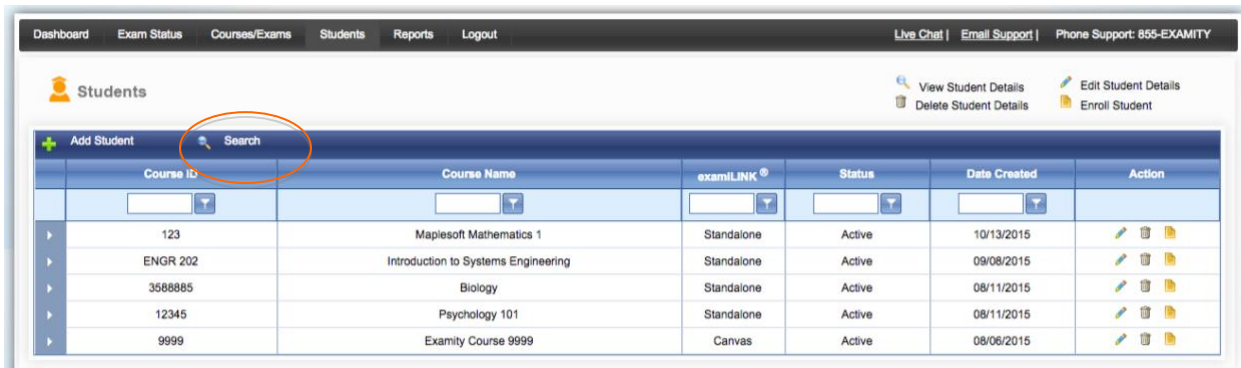 Dashboard Exam Status Courses/Exams Students Reports Logout Live Chat | Email Support | Phone Support: 855-EXAMITY
Students
View Student Details Edit Student Details
Delete Student Details Enroll Student
Add Student Search
Course ID Course Name examiLINK ® Status Date Created Action
123 Maplesoft Mathematics 1 Standalone Active 10/13/2015
ENGR 202 Introduction to Systems Engineering Standalone Active 09/08/2015
3588885 Biology Standalone Active 08/11/2015
12345 Psychology 101 Standalone Active 08/11/2015
9999 Examity Course 9999 Canvas Active 08/06/2015